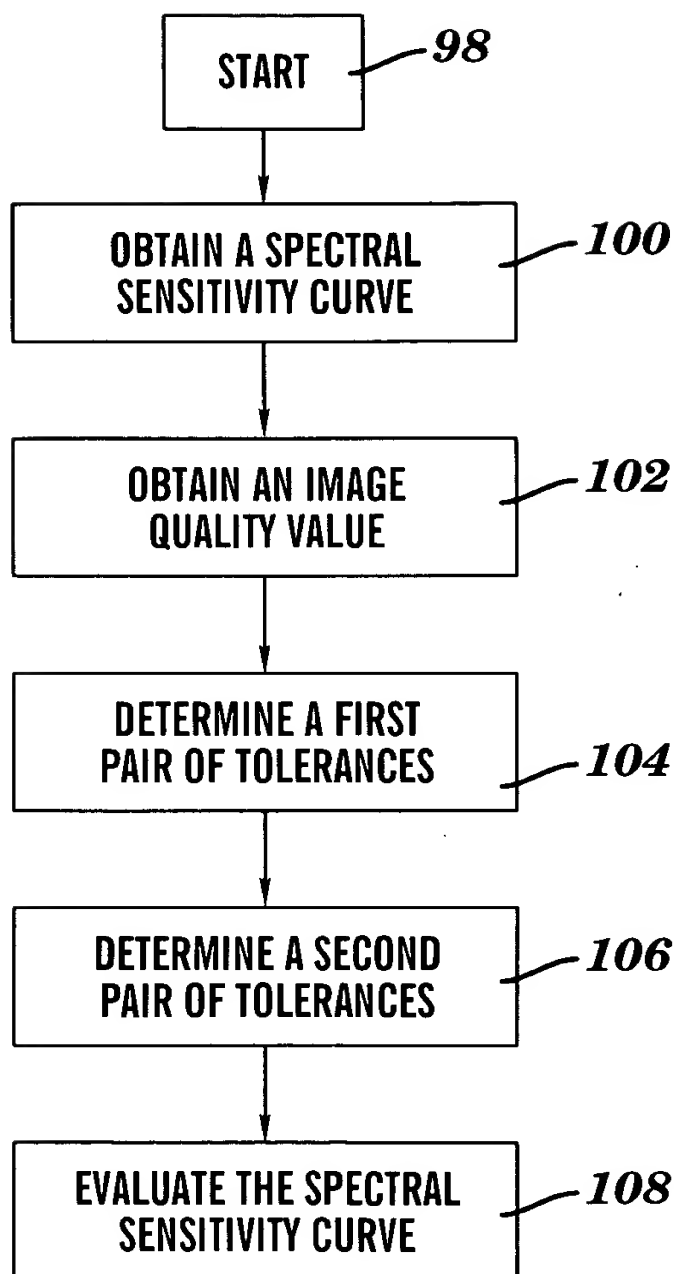 START
98
OBTAIN A SPECTRAL
SENSITIVITY CURVE
100
OBTAIN AN IMAGE
QUALITY VALUE
102
DETERMINE A FIRST
PAIR OF TOLERANCES
104
DETERMINE A SECOND
PAIR OF TOLERANCES
106
EVALUATE THE SPECTRAL
SENSITIVITY CURVE
108